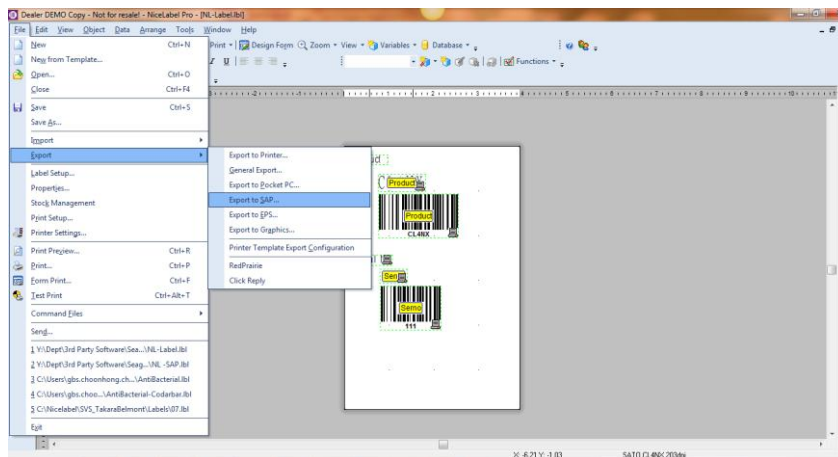 Dealer DEMO Copy - Not for resale! - NiceLabel Pro - [NL-Label.lbl]
File Edit View Object Data Arrange Tools Window Help
Print Design Form Zoom View Variables Database
Functions
New Ctrl+N
New from Template...
Open... Ctrl+O
Close Ctrl+F4
Save Ctrl+S
Save As...
Import
Export
Label Setup...
Properties...
Stock Management
Print Setup...
Printer Settings...
Print Preview... Ctrl+R
Print... Ctrl+P
Form Print... Ctrl+F
Test Print Ctrl+Alt+T
Command Files
Send...
1 Y:\Dept\3rd Party Software\Sea...\NL-Label.lbl
2 Y:\Dept\3rd Party Software\Seag...\NL -SAP.lbl
3 C:\Users\gbs.choonhong.ch...\AntiBacterial.lbl
4 C:\Users\gbs.choo...\AntiBacterial-Codarbar.lbl
5 C:\Nicelabel\SVS_TakaraBelmont\Labels\07.lbl
Exit
Export to Printer...
General Export...
Export to Pocket PC...
Export to SAP...
Export to EPS...
Export to Graphics...
Printer Template Export Configuration
RedPrairie
Click Reply
Product
Product
CL4NX
Serno
111
X: -6.21 Y: -1.03 SATO CL4NX 203dpi